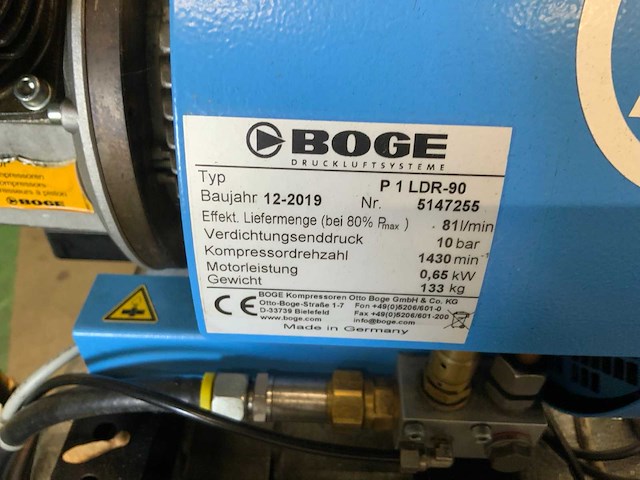 BOGE
DRUCKLUFTSYSTEME
Typ P 1 LDR-90
Baujahr 12-2019 Nr. 5147255
Effekt. Liefermenge (bei 80% Pmax ) 81 l/min
Verdichtungsenddruck 10 bar
Kompressordrehzahl 1430 min-1
Motorleistung 0,65 kW
Gewicht 133 kg
CE
BOGE Kompressoren Otto Boge GmbH & Co. KG
Otto-Boge-Straße 1-7 Fon +49(0)5206/601-0
D-33739 Bielefeld Fax +49(0)5206/601-200
www.boge.com info@boge.com
Made in Germany
BOGE